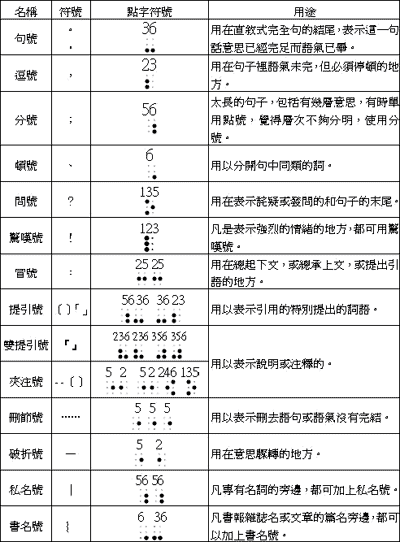 名稱 符號 點字符號 用途
句號 。 . 36 用在直敘式完全句的結尾，表示這一句
話意思已經完足而語氣已畢。
逗號 , 23 用在句子裡語氣未完，但必須停頓的地
方。
分號 ; 56 太長的句子，包括有幾層意思，有時單
用點號，覺得層次不夠分明，使用分
號。
頓號 、 6 用以分開句中同類的詞。
問號 ? 135 用在表示詫疑或發問的和句子的末尾。
驚嘆號 ! 123 凡是表示強烈的情緒的地方，都可用驚
嘆號。
冒號 : 25 25 用在總起下文，或總承上文，或提出引
語的地方。
提引號 〔〕「」 56 36 36 23 用以表示引用的特別提出的詞語。
雙提引號 『』 236 236 356 356 用以表示說明或注釋的。
夾注號 --〔〕 5 2 5 2 246 135
刪節號 …… 5 5 5 用以表示刪去語句或語氣沒有完結。
破折號 — 5 2 用在意思驟轉的地方。
私名號 | 56 56 凡專有名詞的旁邊，都可加上私名號。
書名號 ﹛ 6 36 凡書報雜誌名或文章的篇名旁邊，都可
以加上書名號。